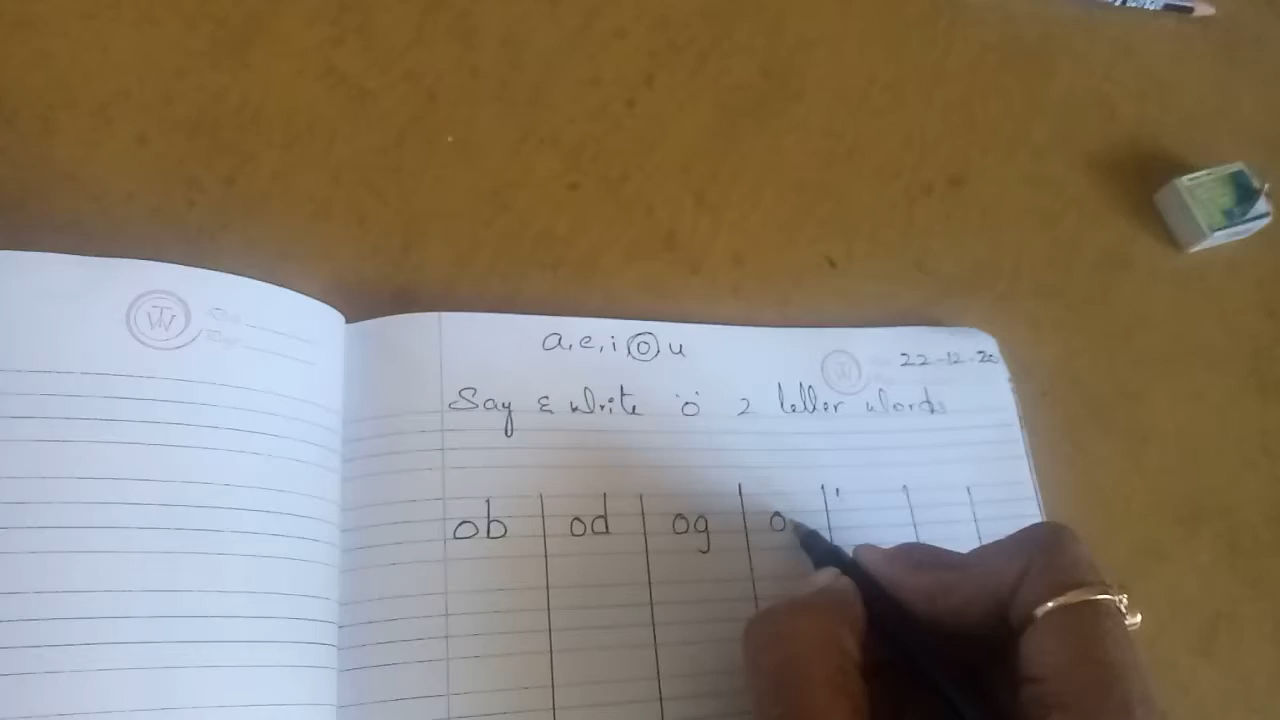 a, e, i o u
22-12-20
Say & Write 'o' 2 letter words
ob od og o